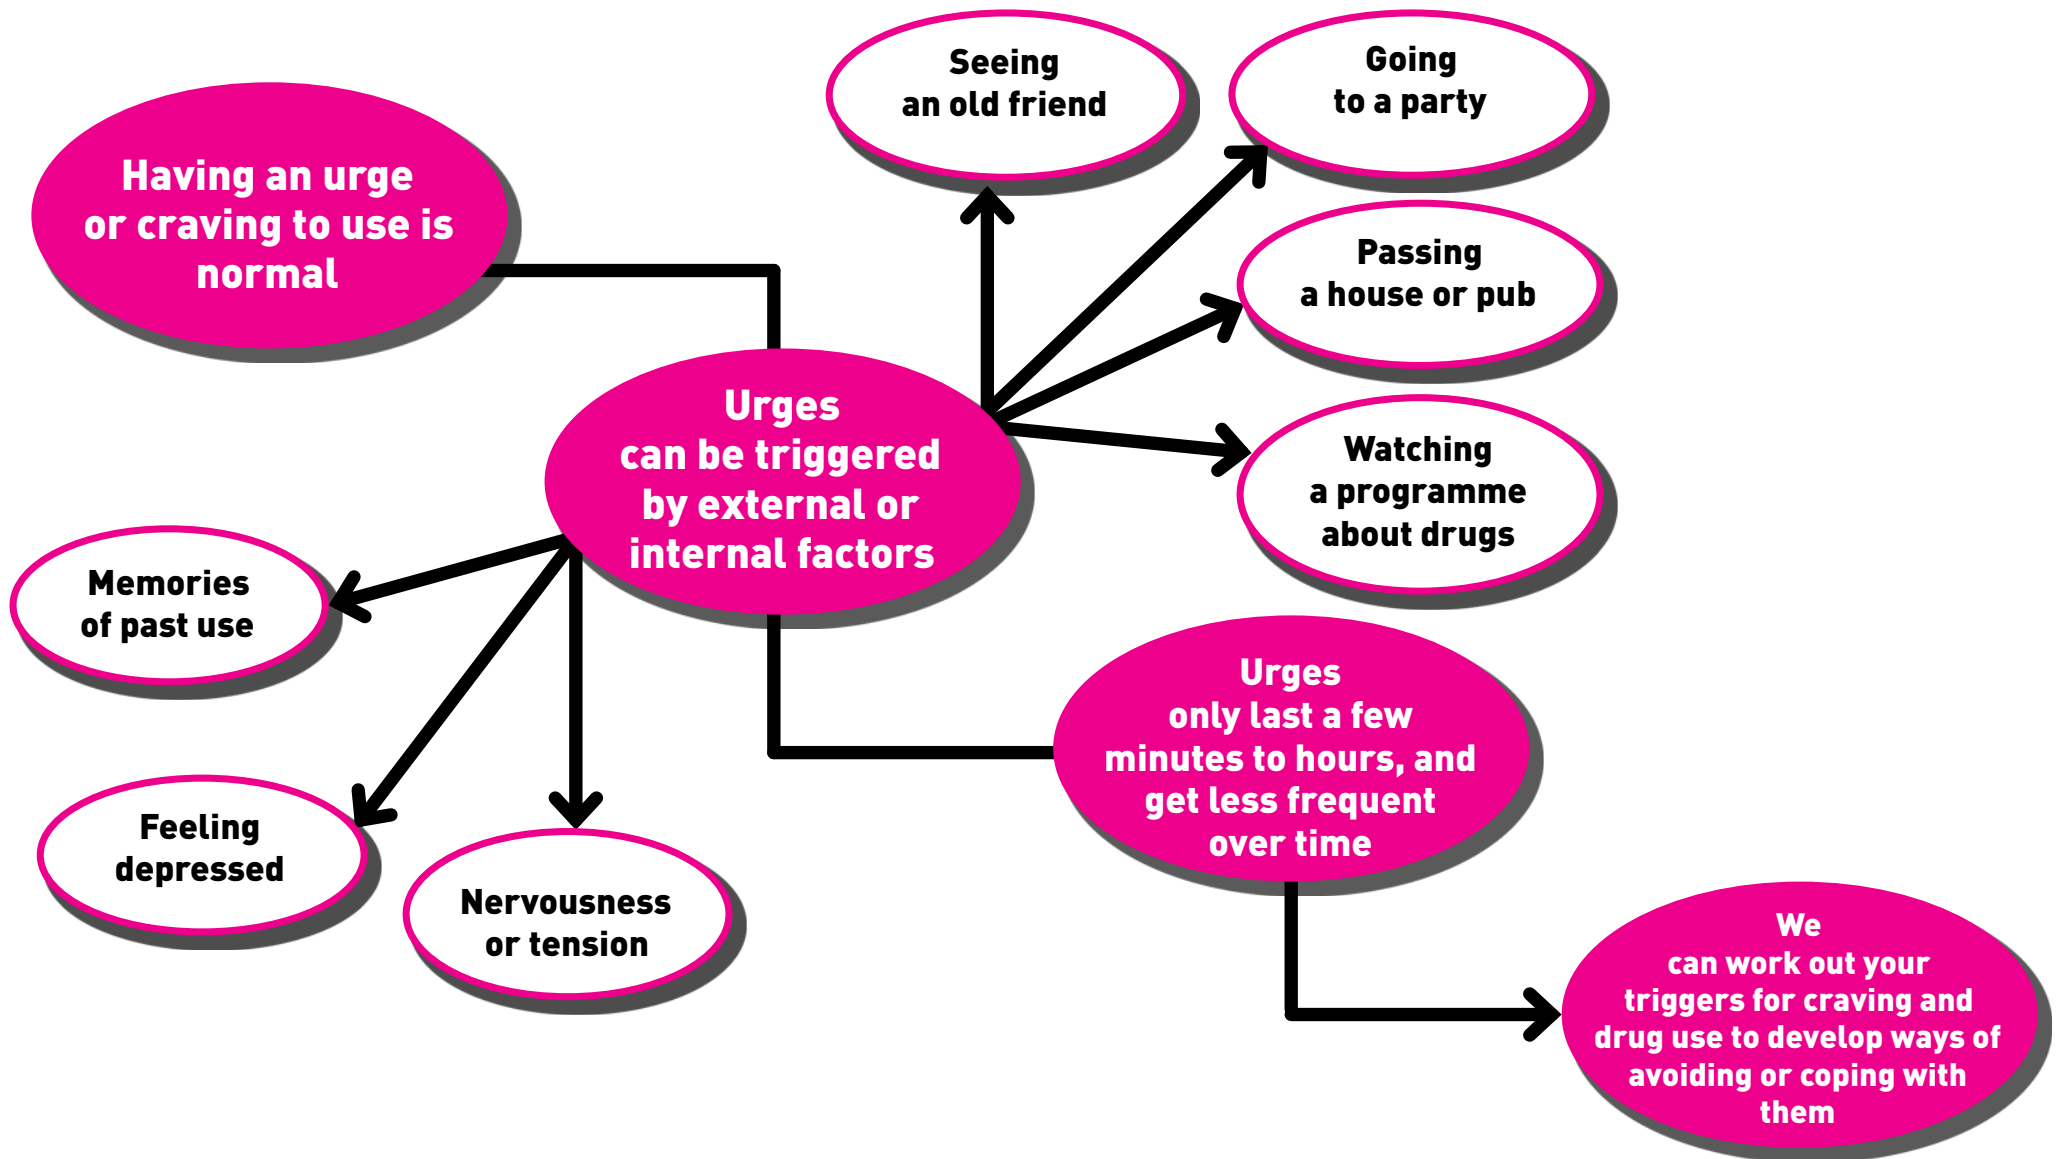 Having an urge
or craving to use is
normal
Seeing
an old friend
Going
to a party
Passing
a house or pub
Watching
a programme
about drugs
Urges
can be triggered
by external or
internal factors
Memories
of past use
Feeling
depressed
Nervousness
or tension
Urges
only last a few
minutes to hours, and
get less frequent
over time
We
can work out your
triggers for craving and
drug use to develop ways of
avoiding or coping with
them